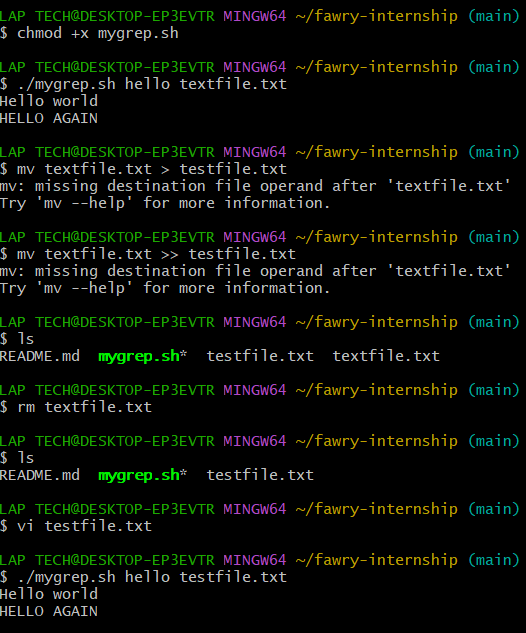 LAP TECH@DESKTOP-EP3EVTR MINGW64 ~/fawry-internship (main)
$ chmod +x mygrep.sh
LAP TECH@DESKTOP-EP3EVTR MINGW64 ~/fawry-internship (main)
$ ./mygrep.sh hello textfile.txt
Hello world
HELLO AGAIN
LAP TECH@DESKTOP-EP3EVTR MINGW64 ~/fawry-internship (main)
$ mv textfile.txt > testfile.txt
mv: missing destination file operand after 'textfile.txt'
Try 'mv --help' for more information.
LAP TECH@DESKTOP-EP3EVTR MINGW64 ~/fawry-internship (main)
$ mv textfile.txt >> testfile.txt
mv: missing destination file operand after 'textfile.txt'
Try 'mv --help' for more information.
LAP TECH@DESKTOP-EP3EVTR MINGW64 ~/fawry-internship (main)
$ ls
README.md  mygrep.sh*  testfile.txt  textfile.txt
LAP TECH@DESKTOP-EP3EVTR MINGW64 ~/fawry-internship (main)
$ rm textfile.txt
LAP TECH@DESKTOP-EP3EVTR MINGW64 ~/fawry-internship (main)
$ ls
README.md  mygrep.sh*  testfile.txt
LAP TECH@DESKTOP-EP3EVTR MINGW64 ~/fawry-internship (main)
$ vi testfile.txt
LAP TECH@DESKTOP-EP3EVTR MINGW64 ~/fawry-internship (main)
$ ./mygrep.sh hello testfile.txt
Hello world
HELLO AGAIN